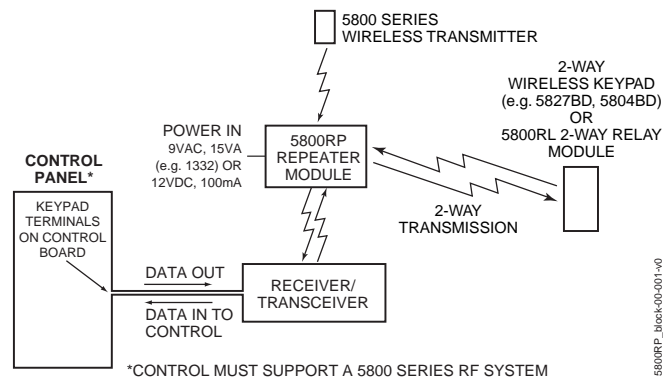 5800 SERIES
WIRELESS TRANSMITTER
2-WAY
WIRELESS KEYPAD
(e.g. 5827BD, 5804BD)
OR
5800RL 2-WAY RELAY
MODULE
POWER IN
9VAC, 15VA
(e.g. 1332) OR
12VDC, 100mA
5800RP
REPEATER
MODULE
2-WAY
TRANSMISSION
CONTROL
PANEL*
KEYPAD
TERMINALS
ON CONTROL
BOARD
DATA OUT
DATA IN TO
CONTROL
RECEIVER/
TRANSCEIVER
*CONTROL MUST SUPPORT A 5800 SERIES RF SYSTEM
5800RP_block-00-001-v0